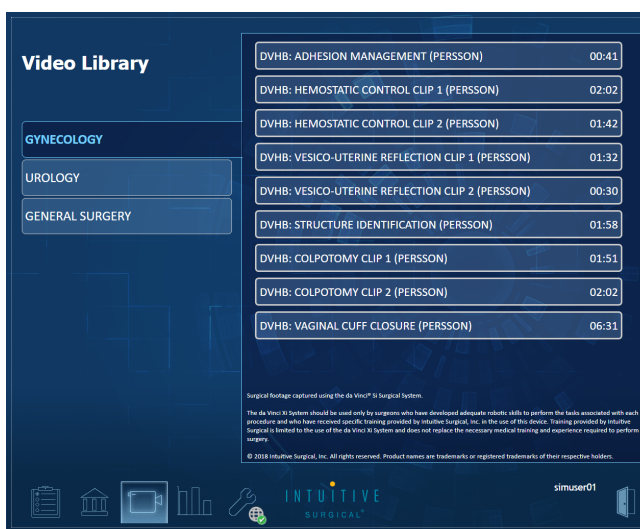 Video Library
GYNECOLOGY
UROLOGY
GENERAL SURGERY
DVHB: ADHESION MANAGEMENT (PERSSON) 00:41
DVHB: HEMOSTATIC CONTROL CLIP 1 (PERSSON) 02:02
DVHB: HEMOSTATIC CONTROL CLIP 2 (PERSSON) 01:42
DVHB: VESICO-UTERINE REFLECTION CLIP 1 (PERSSON) 01:32
DVHB: VESICO-UTERINE REFLECTION CLIP 2 (PERSSON) 00:30
DVHB: STRUCTURE IDENTIFICATION (PERSSON) 01:58
DVHB: COLPOTOMY CLIP 1 (PERSSON) 01:51
DVHB: COLPOTOMY CLIP 2 (PERSSON) 02:02
DVHB: VAGINAL CUFF CLOSURE (PERSSON) 06:31
Surgical footage captured using the da Vinci® Si Surgical System.
The da Vinci Xi System should be used only by surgeons who have developed adequate robotic skills to perform the tasks associated with each
procedure and who have received specific training provided by Intuitive Surgical, Inc. in the use of this device. Training provided by Intuitive
Surgical is limited to the use of the da Vinci Xi System and does not replace the necessary medical training and experience required to perform
surgery.
© 2018 Intuitive Surgical, Inc. All rights reserved. Product names are trademarks or registered trademarks of their respective holders.
INTUITIVE
SURGICAL®
simuser01